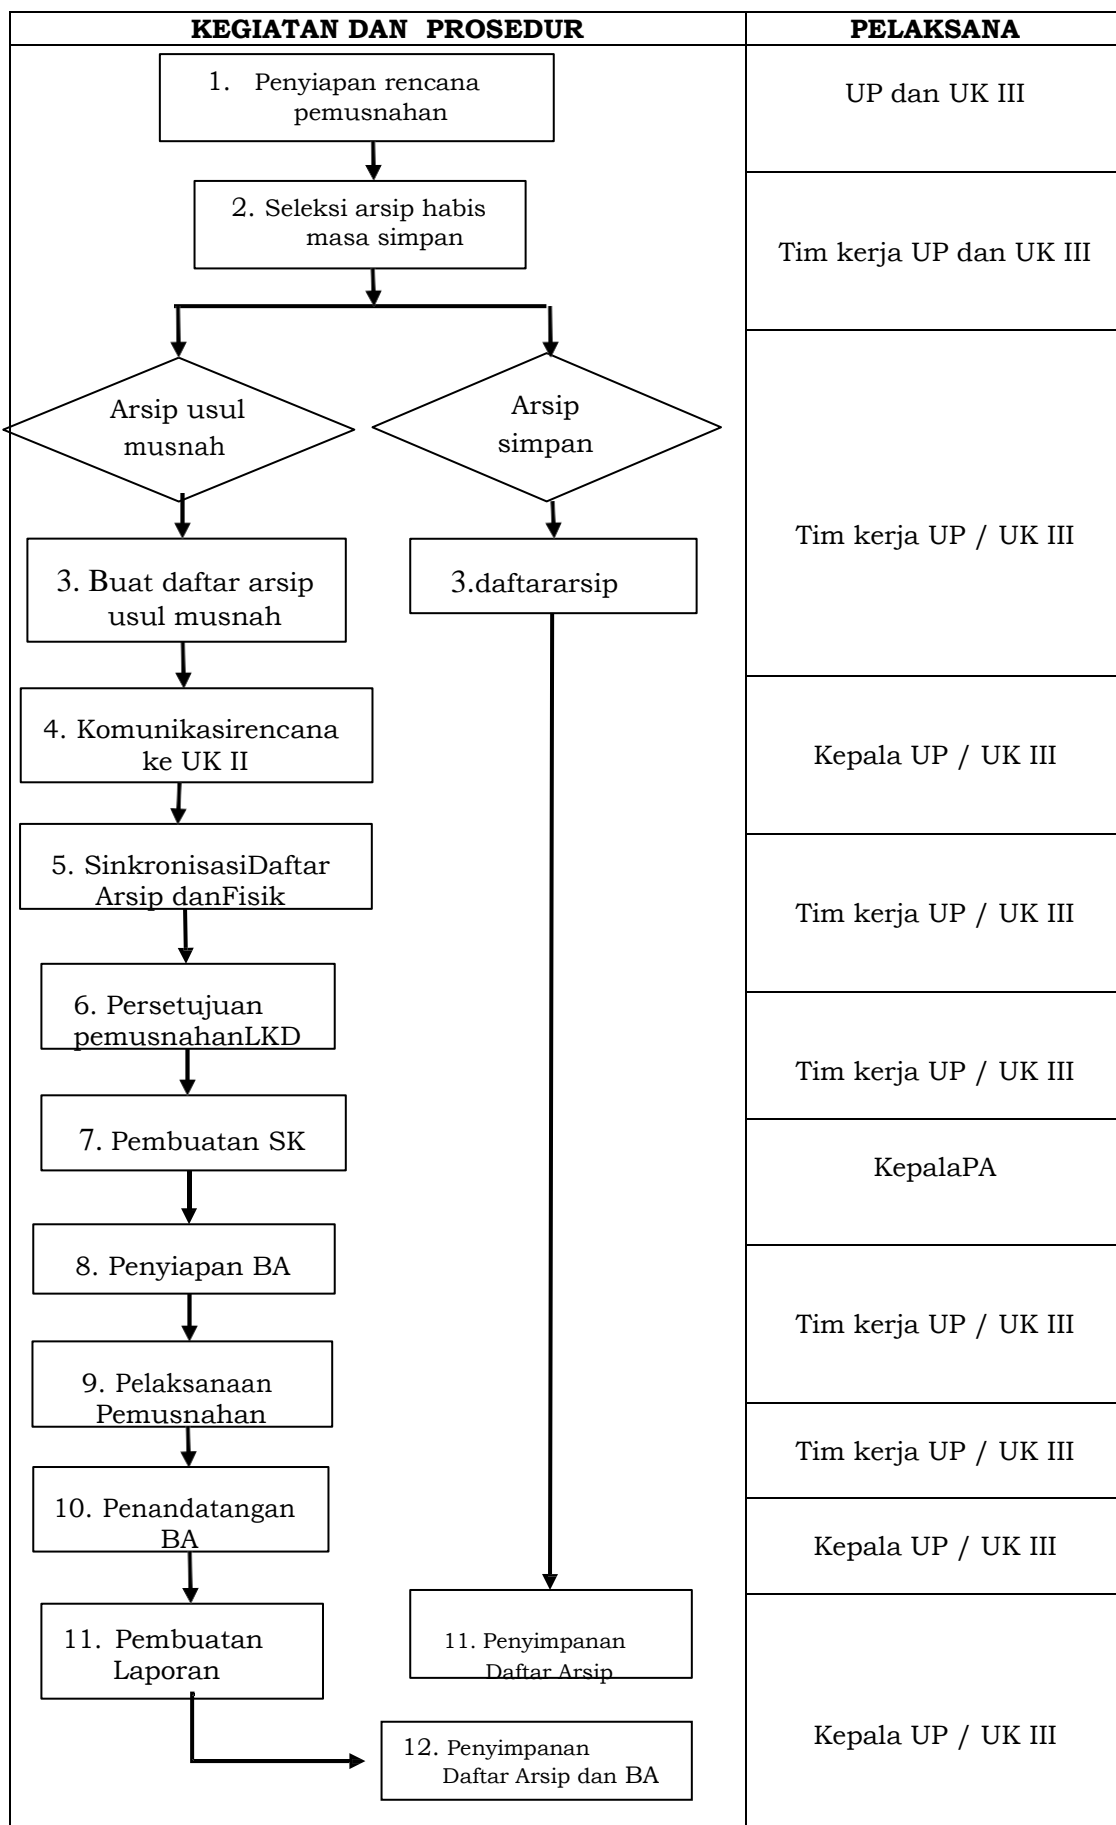 KEGIATAN DAN PROSEDUR
PELAKSANA
1. Penyiapan rencana
pemusnahan
UP dan UK III
2. Seleksi arsip habis
masa simpan
Tim kerja UP dan UK III
Arsip usul
musnah
Arsip
simpan
3. Buat daftar arsip
usul musnah
3.daftararsip
Tim kerja UP / UK III
4. Komunikasirencana
ke UK II
Kepala UP / UK III
5. SinkronisasiDaftar
Arsip danFisik
Tim kerja UP / UK III
6. Persetujuan
pemusnahanLKD
Tim kerja UP / UK III
7. Pembuatan SK
KepalaPA
8. Penyiapan BA
Tim kerja UP / UK III
9. Pelaksanaan
Pemusnahan
Tim kerja UP / UK III
10. Penandatangan
BA
Kepala UP / UK III
11. Pembuatan
Laporan
11. Penyimpanan
Daftar Arsip
12. Penyimpanan
Daftar Arsip dan BA
Kepala UP / UK III